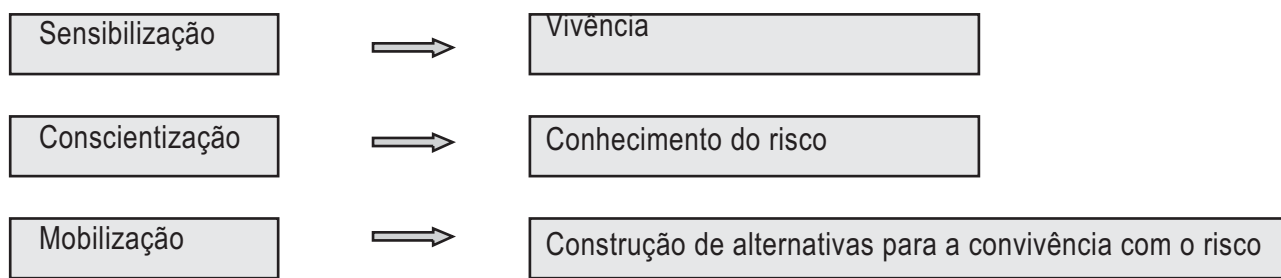 Sensibilização
Vivência
Conscientização
Conhecimento do risco
Mobilização
Construção de alternativas para a convivência com o risco